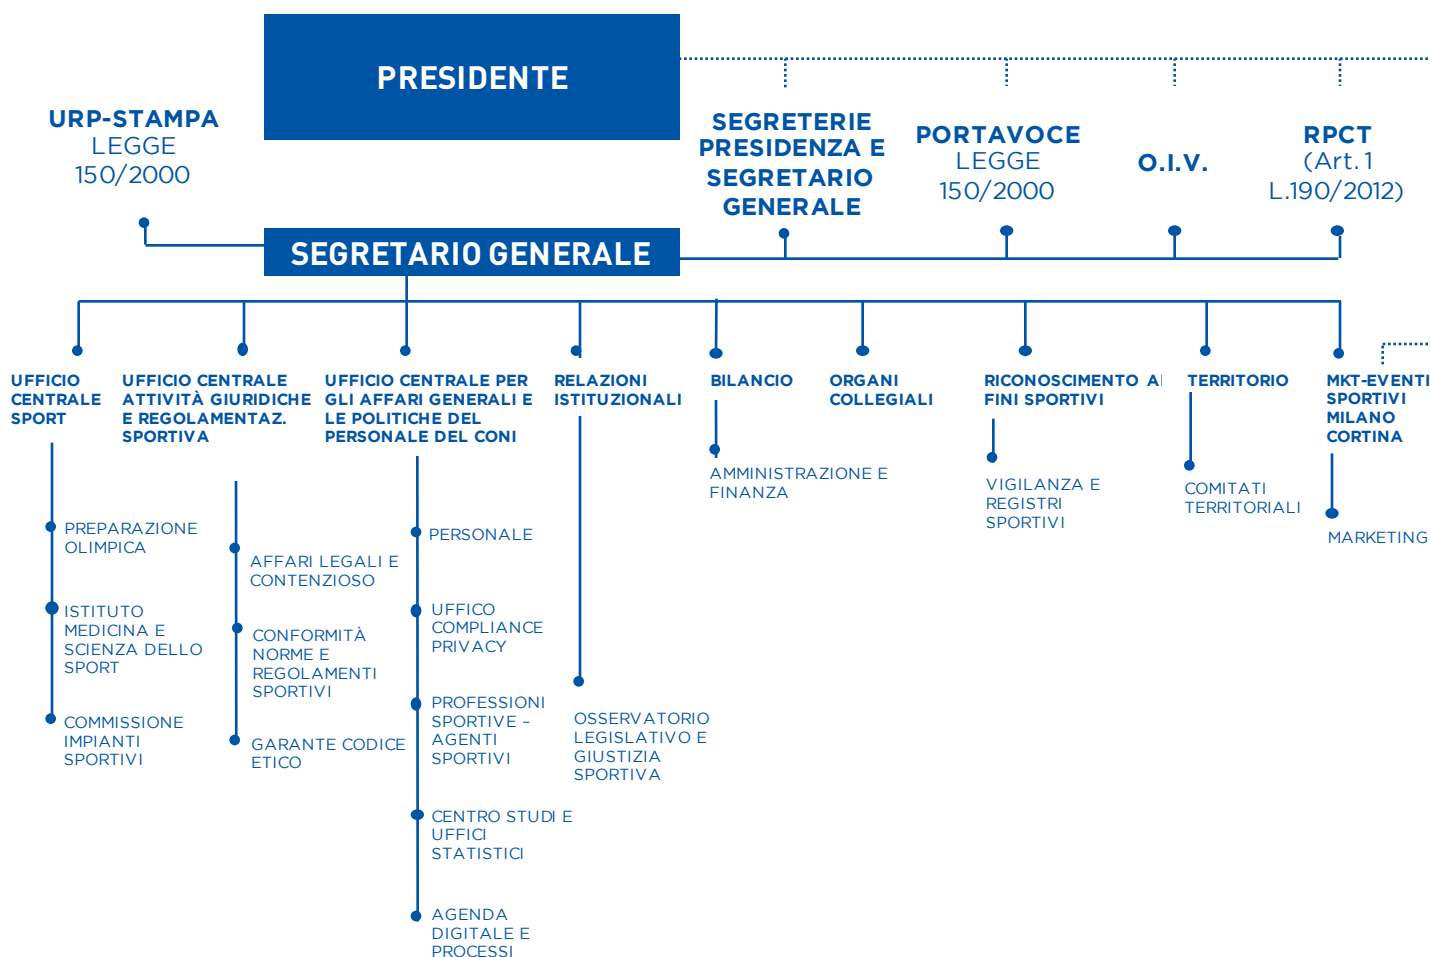 PRESIDENTE
URP-STAMPA
LEGGE
150/2000
SEGRETERIE
PRESIDENZA E
SEGRETARIO
GENERALE
PORTAVOCE
LEGGE
150/2000
O.I.V.
RPCT
(Art. 1
L.190/2012)
SEGRETARIO GENERALE
UFFICIO
CENTRALE
SPORT
PREPARAZIONE
OLIMPICA
ISTITUTO
MEDICINA E
SCIENZA DELLO
SPORT
COMMISSIONE
IMPIANTI
SPORTIVI
UFFICIO CENTRALE
ATTIVITÀ GIURIDICHE
E REGOLAMENTAZ.
SPORTIVA
AFFARI LEGALI E
CONTENZIOSO
CONFORMITÀ
NORME E
REGOLAMENTI
SPORTIVI
GARANTE CODICE
ETICO
UFFICIO CENTRALE PER
GLI AFFARI GENERALI E
LE POLITICHE DEL
PERSONALE DEL CONI
PERSONALE
UFFICO
COMPLIANCE
PRIVACY
PROFESSIONI
SPORTIVE –
AGENTI
SPORTIVI
CENTRO STUDI E
UFFICI
STATISTICI
AGENDA
DIGITALE E
PROCESSI
RELAZIONI
ISTITUZIONALI
OSSERVATORIO
LEGISLATIVO E
GIUSTIZIA
SPORTIVA
BILANCIO
AMMINISTRAZIONE E
FINANZA
ORGANI
COLLEGIALI
RICONOSCIMENTO AI
FINI SPORTIVI
VIGILANZA E
REGISTRI
SPORTIVI
TERRITORIO
COMITATI
TERRITORIALI
MKT-EVENTI
SPORTIVI
MILANO
CORTINA
MARKETING